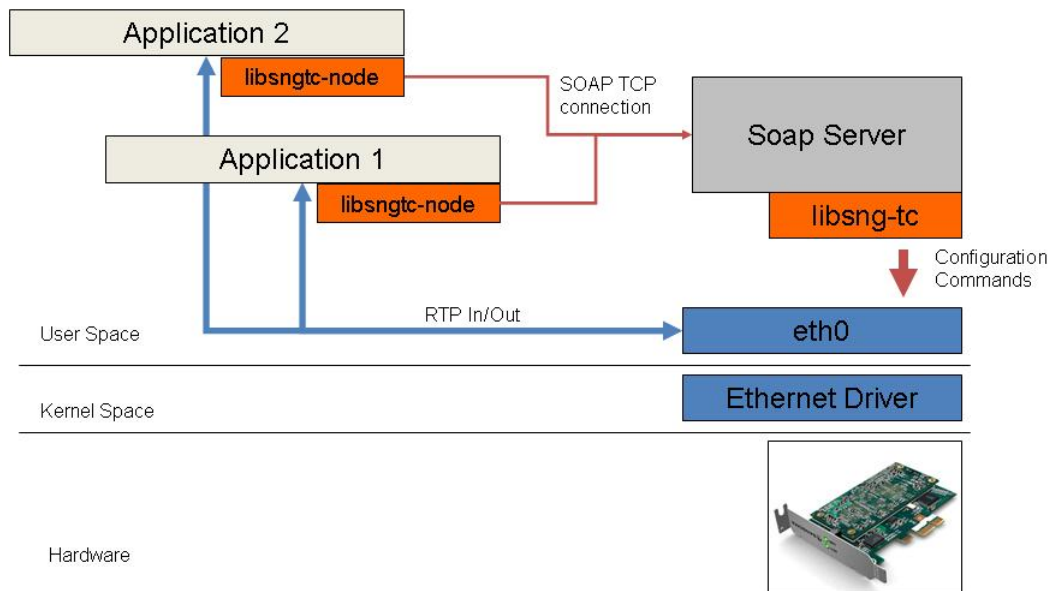 Application 2
libsngtc-node
SOAP TCP
connection
Soap Server
Application 1
libsngtc-node
libsng-tc
Configuration
Commands
RTP In/Out
User Space
eth0
Kernel Space
Ethernet Driver
Hardware